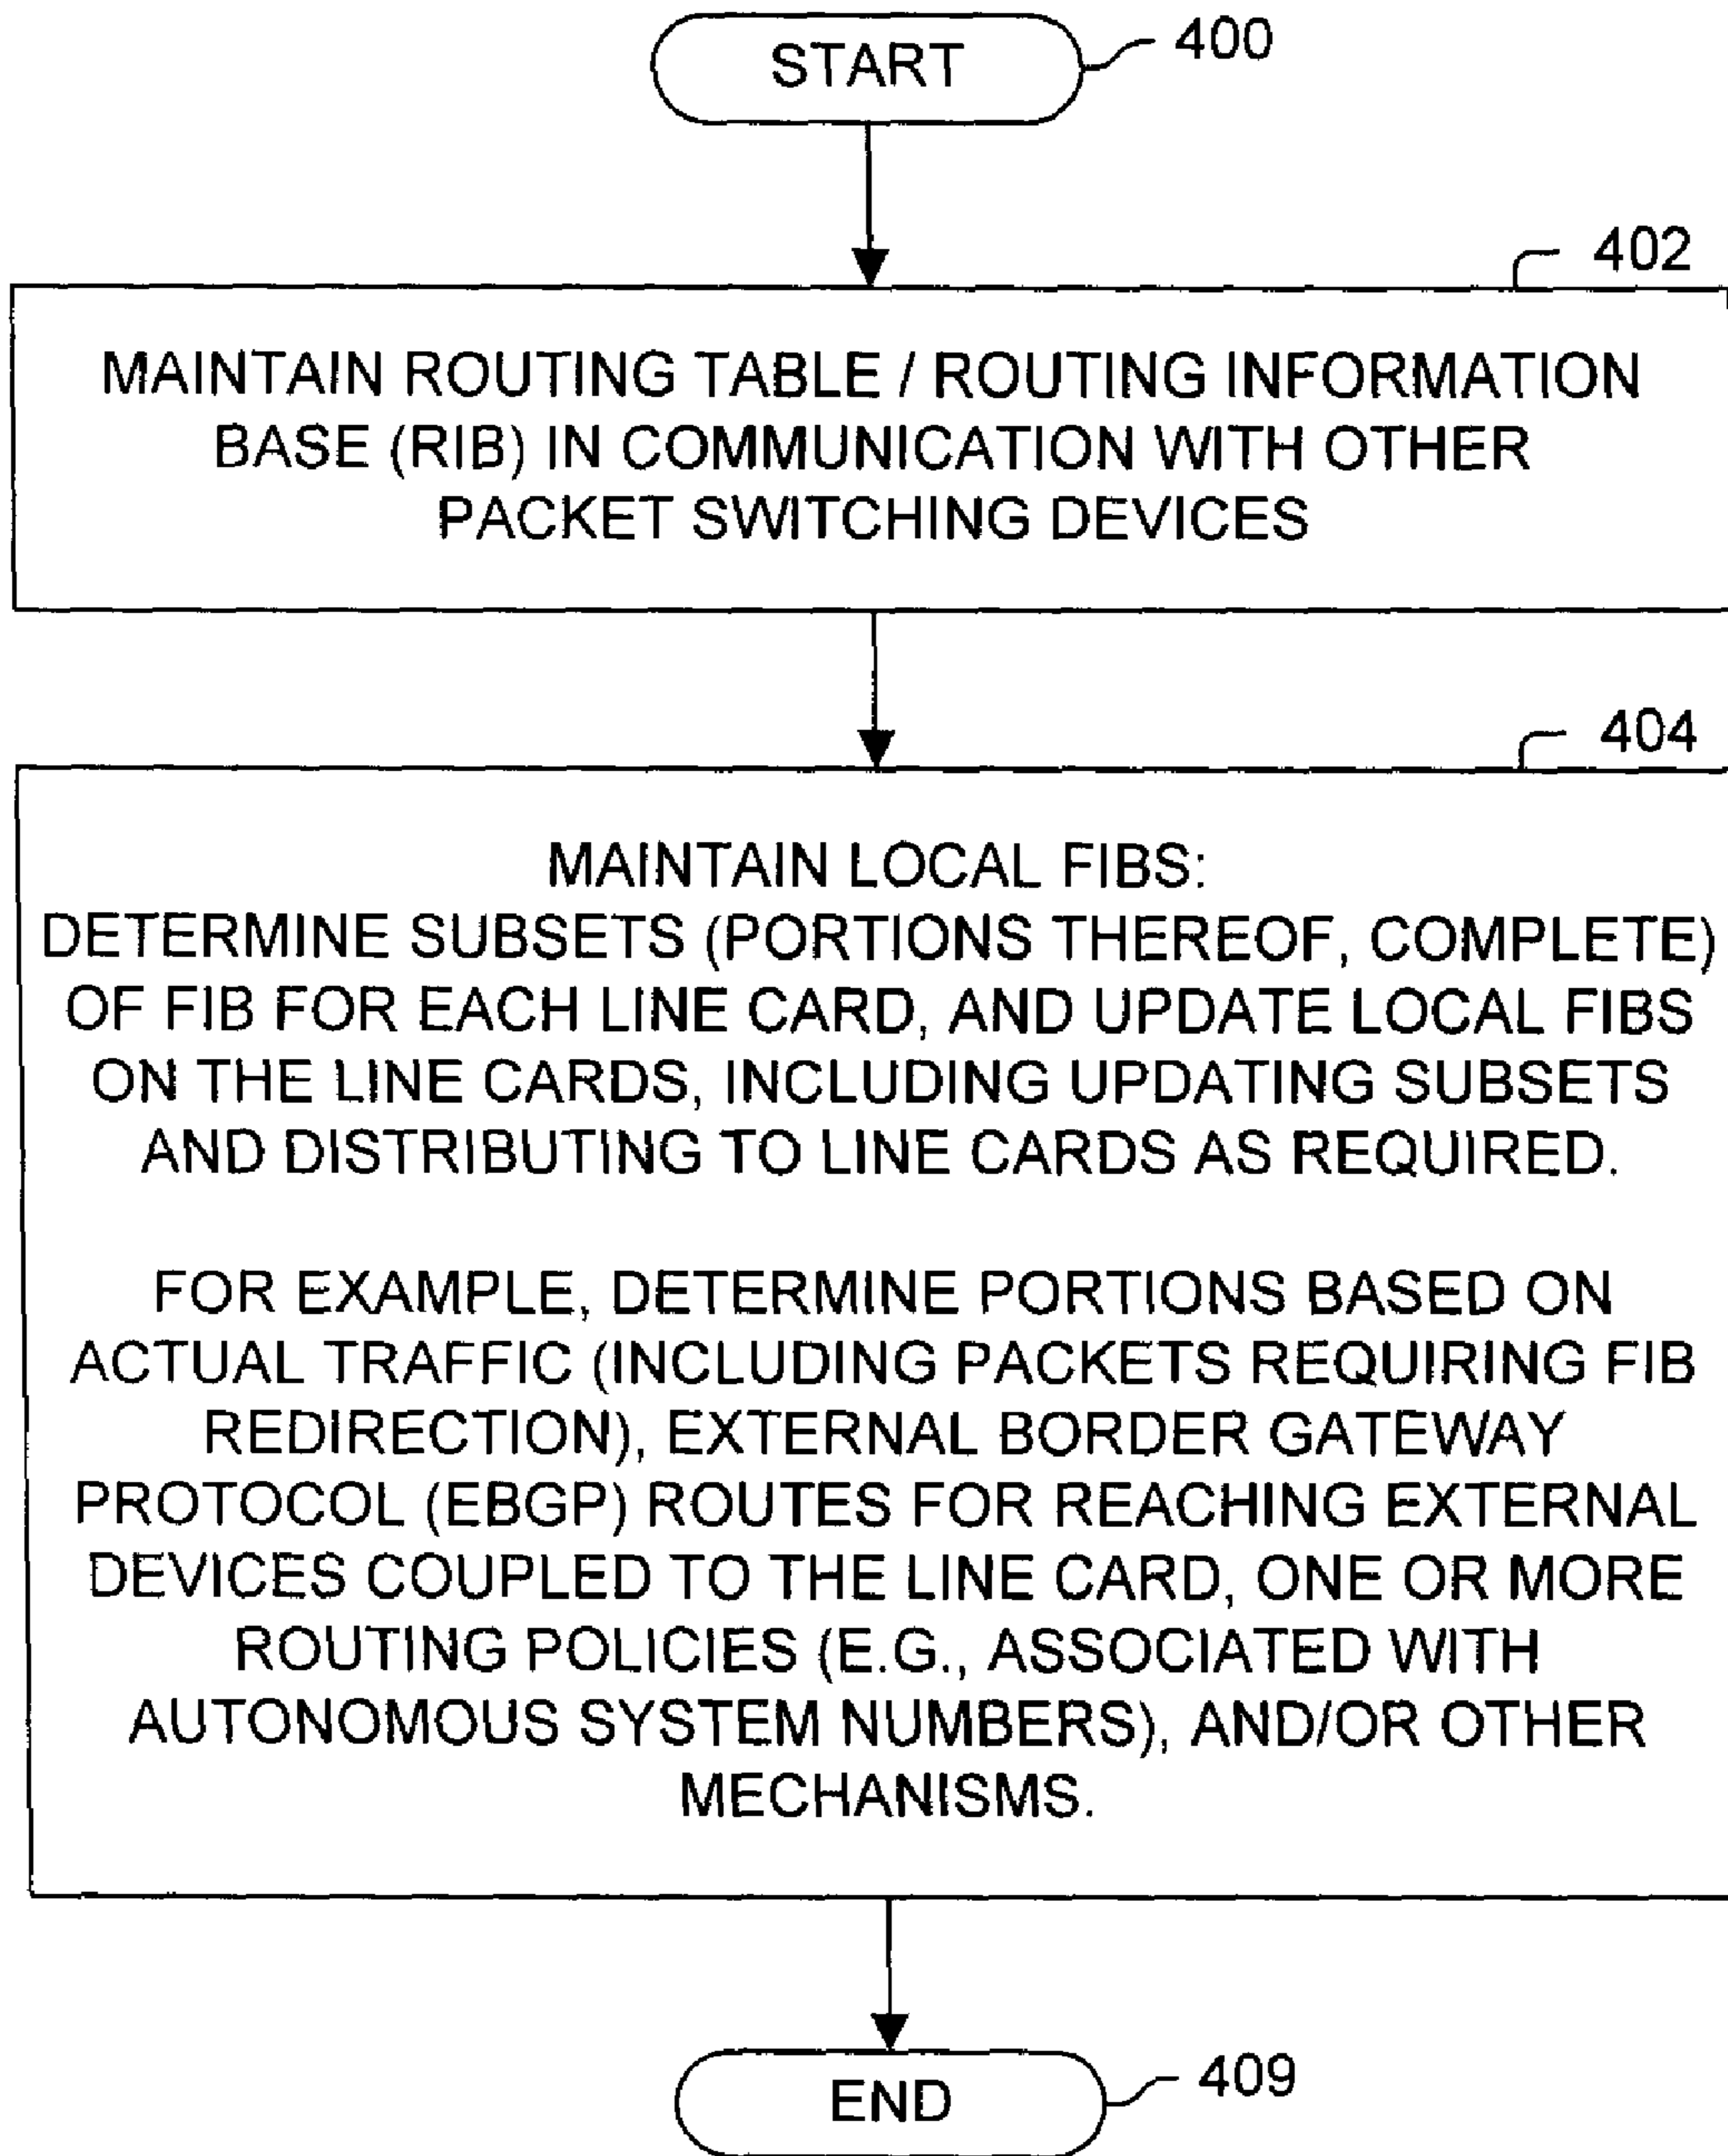 START
400
402
MAINTAIN ROUTING TABLE / ROUTING INFORMATION
BASE (RIB) IN COMMUNICATION WITH OTHER
PACKET SWITCHING DEVICES
404
MAINTAIN LOCAL FIBS:
DETERMINE SUBSETS (PORTIONS THEREOF, COMPLETE)
OF FIB FOR EACH LINE CARD, AND UPDATE LOCAL FIBS
ON THE LINE CARDS, INCLUDING UPDATING SUBSETS
AND DISTRIBUTING TO LINE CARDS AS REQUIRED.
FOR EXAMPLE, DETERMINE PORTIONS BASED ON
ACTUAL TRAFFIC (INCLUDING PACKETS REQUIRING FIB
REDIRECTION), EXTERNAL BORDER GATEWAY
PROTOCOL (EBGP) ROUTES FOR REACHING EXTERNAL
DEVICES COUPLED TO THE LINE CARD, ONE OR MORE
ROUTING POLICIES (E.G., ASSOCIATED WITH
AUTONOMOUS SYSTEM NUMBERS), AND/OR OTHER
MECHANISMS.
END
409